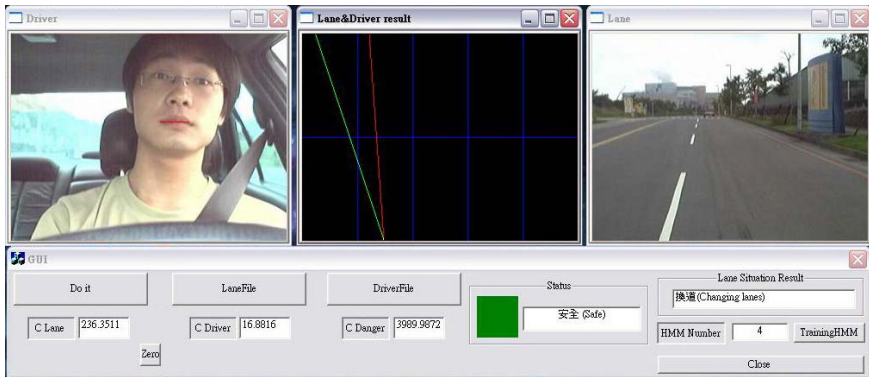 Driver
Lane&Driver result
Lane
GUI
Do it
LaneFile
DriverFile
Status
Lane Situation Result
安全 (Safe)
換道(Changing lanes)
C Lane 236.3511
C Driver 16.8816
C Danger 3989.9872
HMM Number 4 TrainingHMM
Zero
Close